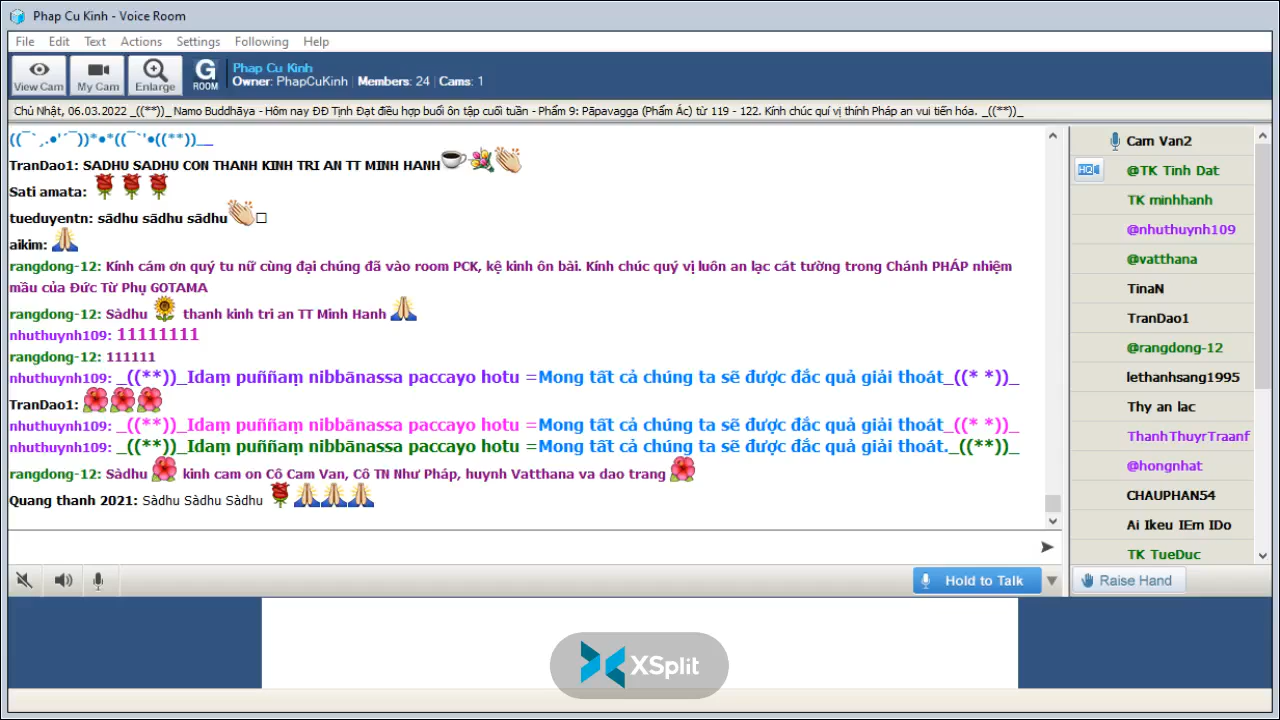 Phap Cu Kinh - Voice Room
File Edit Text Actions Settings Following Help
View Cam My Cam Enlarge G ROOM Phap Cu Kinh
Owner: PhapCuKinh | Members: 24 | Cams: 1
Chủ Nhật, 06.03.2022 _((**))_ Namo Buddhāya - Hôm nay ĐĐ Tịnh Đạt điều hợp buổi ôn tập cuối tuần - Phẩm 9: Pāpavagga (Phẩm Ác) từ 119 - 122. Kính chúc quí vị thính Pháp an vui tiến hóa. _((**))_
((¯`¸.•'´¯))*•*((¯`'•((**))__
TranDao1: SADHU SADHU CON THANH KINH TRI AN TT MINH HANH
Sati amata:
tueduyentn: sādhu sādhu sādhu
aikim:
rangdong-12: Kính cám ơn quý tu nữ cùng đại chúng đã vào room PCK, kệ kinh ôn bài. Kính chúc quý vị luôn an lạc cát tường trong Chánh PHÁP nhiệm
mầu của Đức Từ Phụ GOTAMA
rangdong-12: Sàdhu thanh kinh tri an TT Minh Hanh
nhuthuynh109: 11111111
rangdong-12: 111111
nhuthuynh109: _((**))_Idaṃ puññaṃ nibbānassa paccayo hotu =Mong tất cả chúng ta sẽ được đắc quả giải thoát_((* *))_
TranDao1:
nhuthuynh109: _((**))_Idaṃ puññaṃ nibbānassa paccayo hotu =Mong tất cả chúng ta sẽ được đắc quả giải thoát_((* *))_
nhuthuynh109: _((**))_Idaṃ puññaṃ nibbānassa paccayo hotu =Mong tất cả chúng ta sẽ được đắc quả giải thoát._((**))_
rangdong-12: Sàdhu kinh cam on Cô Cam Van, Cô TN Như Pháp, huynh Vatthana va dao trang
Quang thanh 2021: Sàdhu Sàdhu Sàdhu
Hold to Talk
Cam Van2
HQ
@TK Tinh Dat
TK minhhanh
@nhuthuynh109
@vatthana
TinaN
TranDao1
@rangdong-12
lethanhsang1995
Thy an lac
ThanhThuyrTraanf
@hongnhat
CHAUPHAN54
Ai Ikeu IEm IDo
TK TueDuc
Raise Hand
XSplit